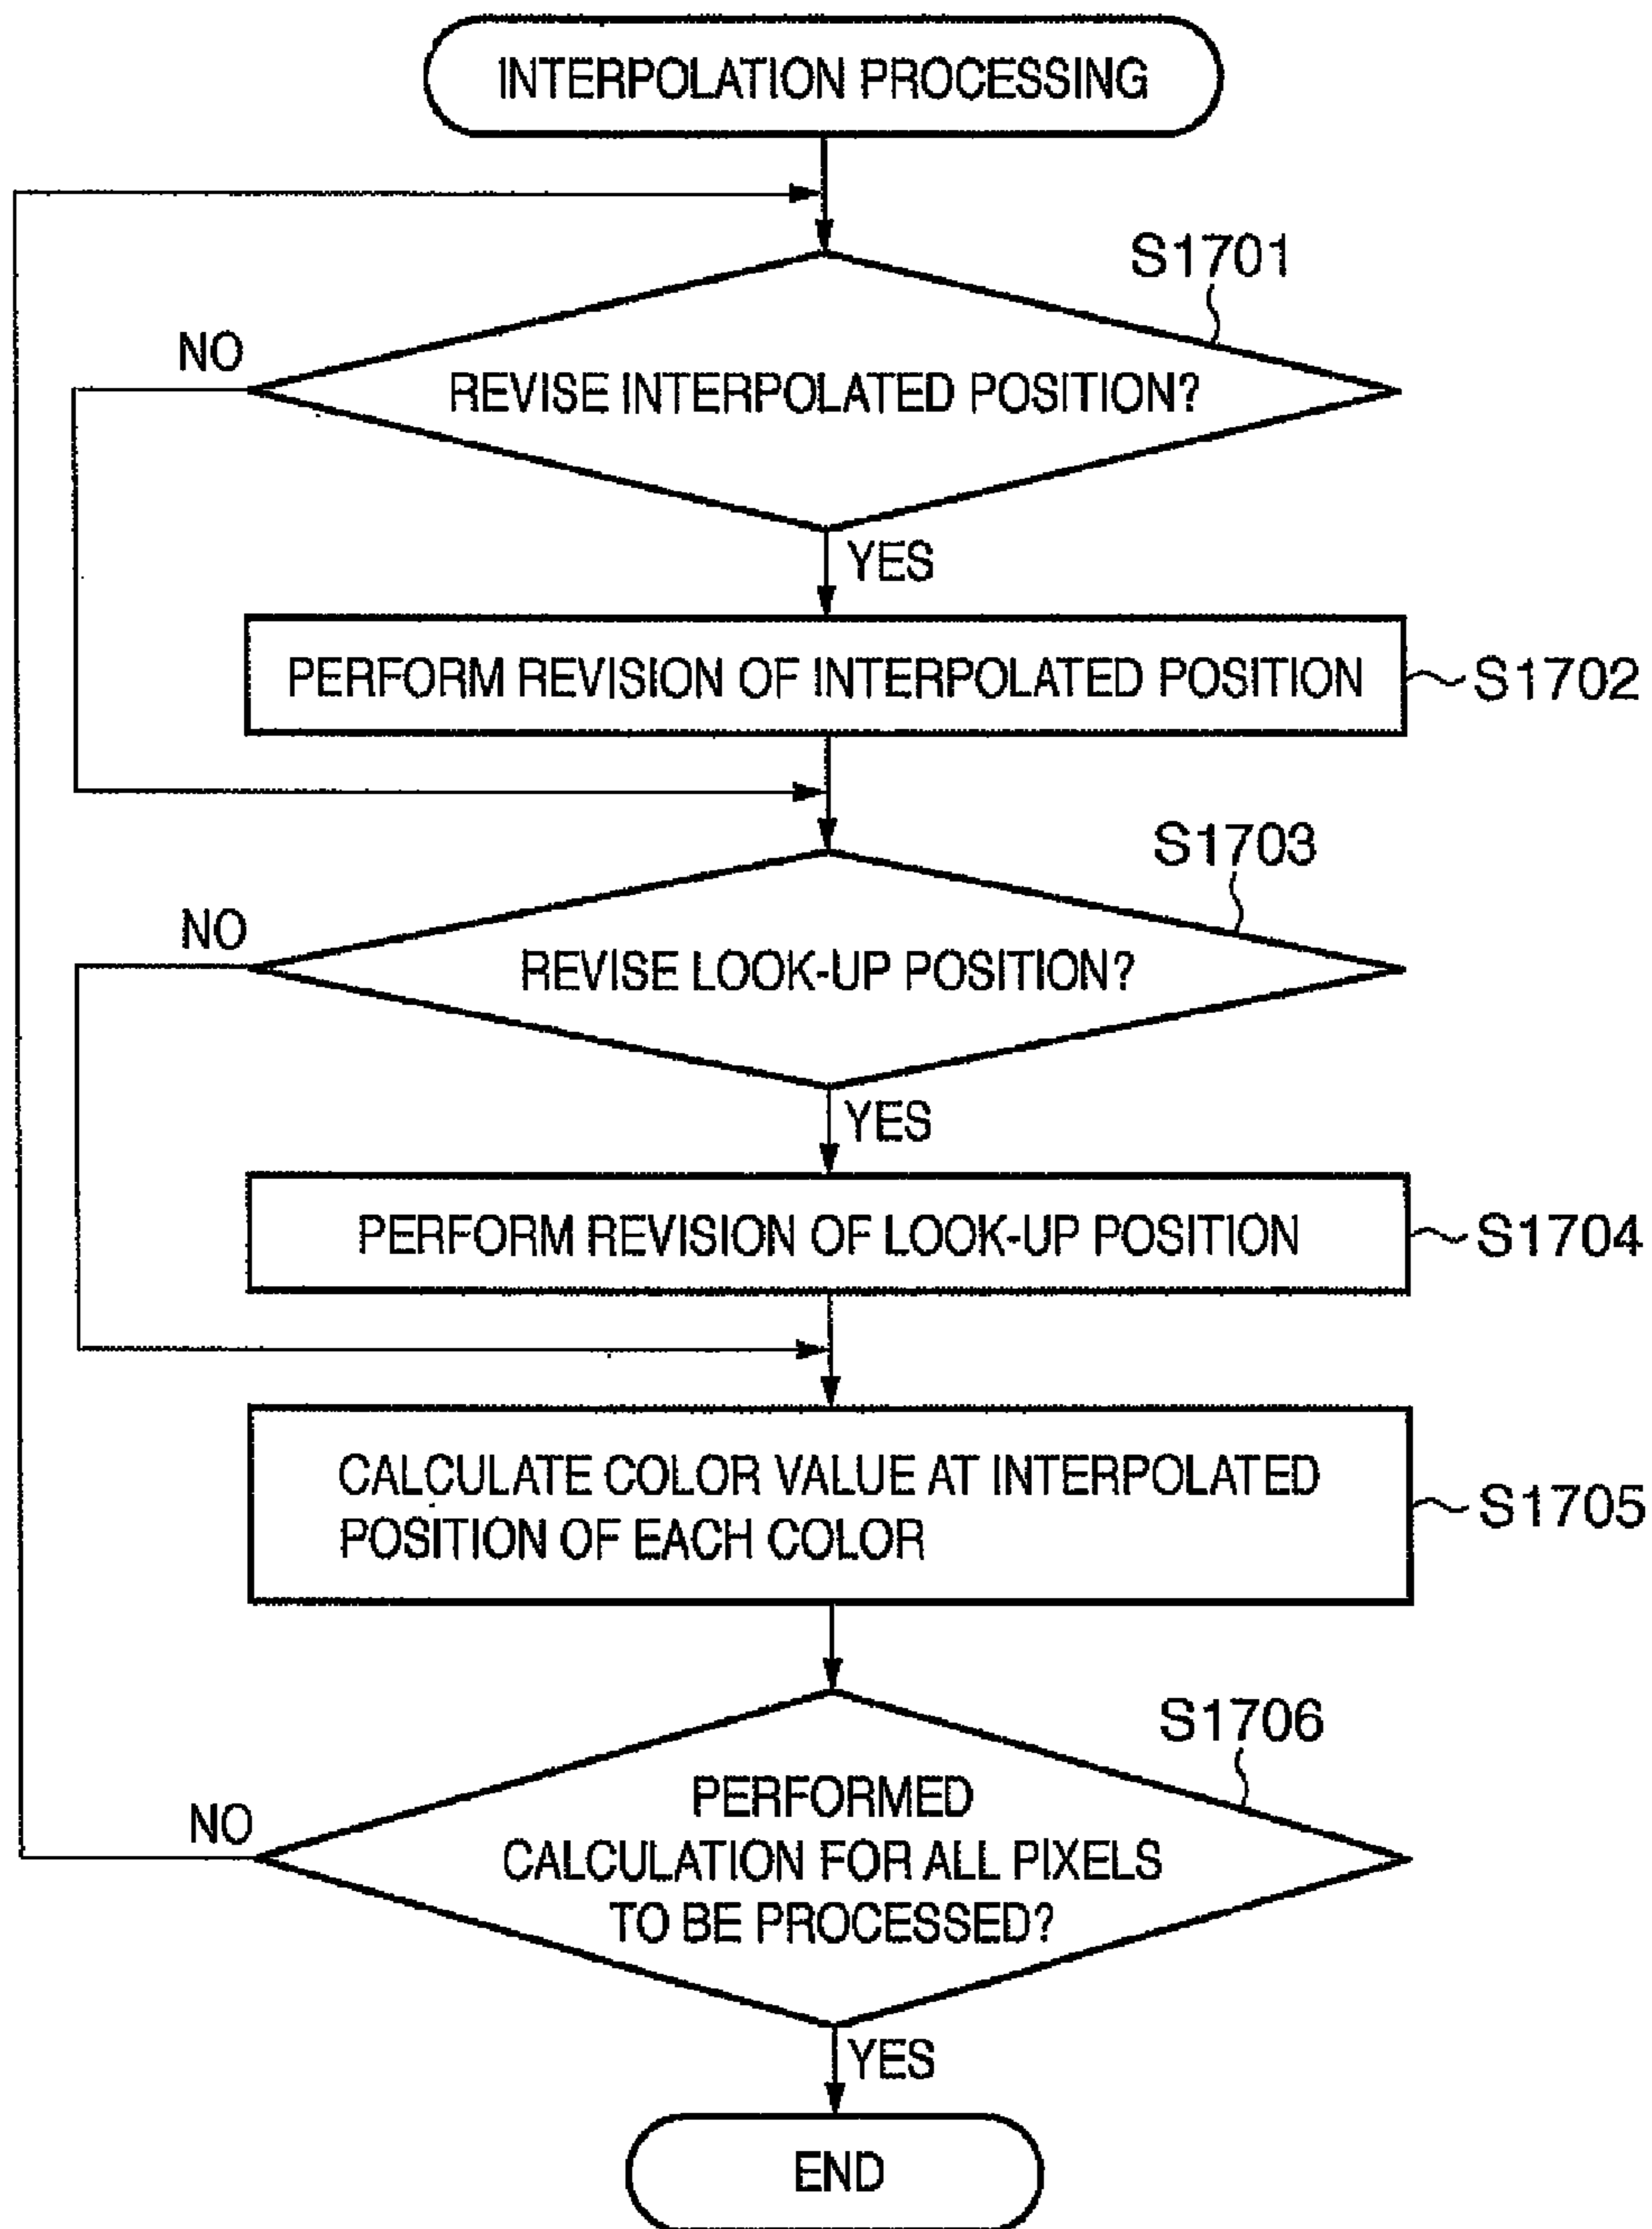 INTERPOLATION PROCESSING
S1701
NO
REVISE INTERPOLATED POSITION?
YES
PERFORM REVISION OF INTERPOLATED POSITION
S1702
S1703
NO
REVISE LOOK-UP POSITION?
YES
PERFORM REVISION OF LOOK-UP POSITION
S1704
CALCULATE COLOR VALUE AT INTERPOLATED
POSITION OF EACH COLOR
S1705
S1706
NO
PERFORMED
CALCULATION FOR ALL PIXELS
TO BE PROCESSED?
YES
END